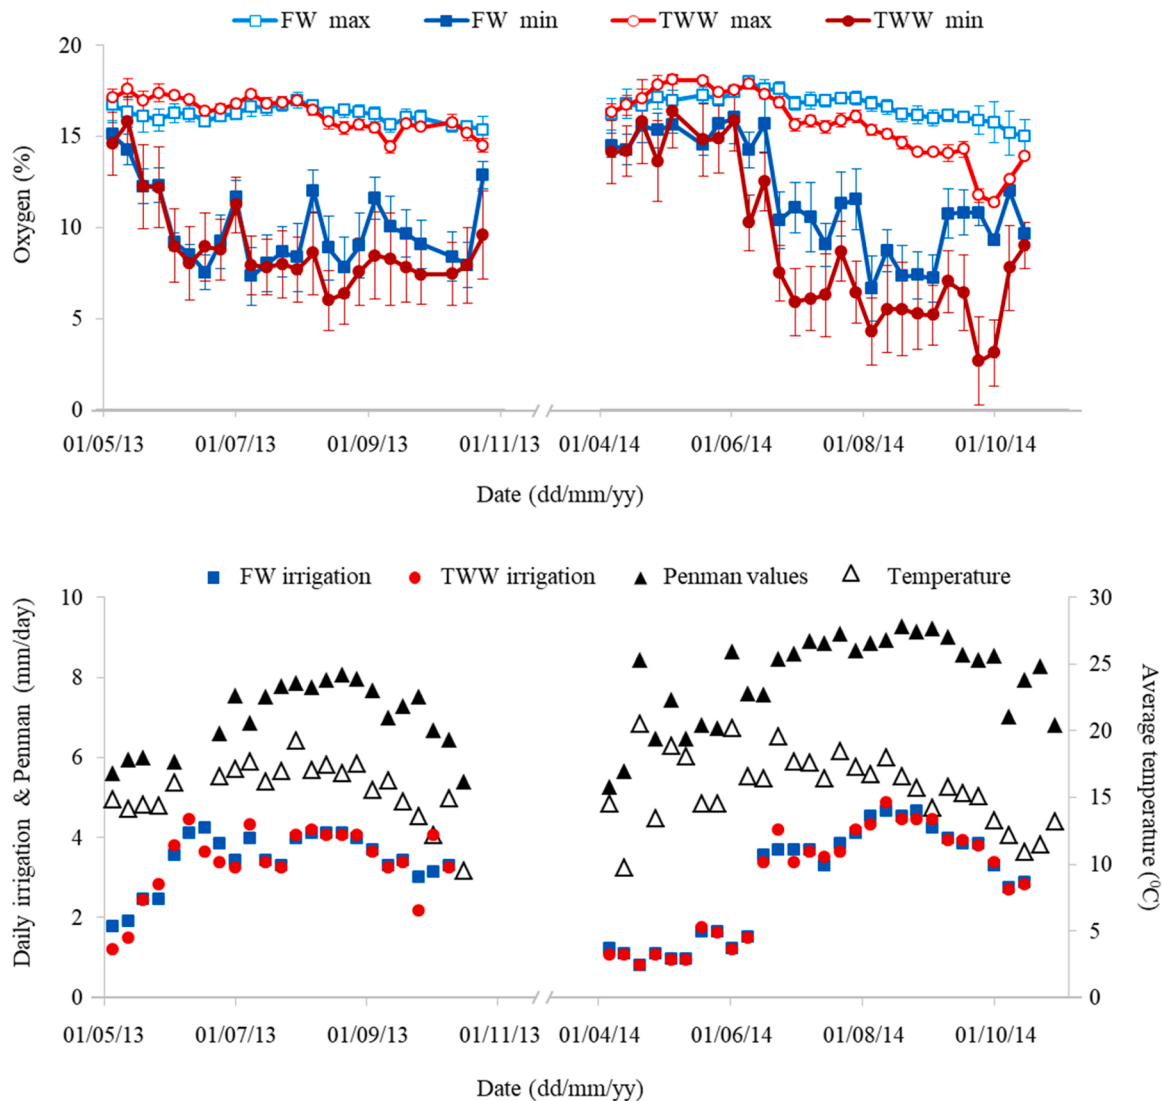 FW max FW min TWW max TWW min
20
15
10
5
0
Oxygen (%)
01/05/13 01/07/13 01/09/13 01/11/13 01/04/14 01/06/14 01/08/14 01/10/14
Date (dd/mm/yy)
FW irrigation TWW irrigation Penman values Temperature
10
8
6
4
2
0
Daily irrigation & Penman (mm/day)
30
25
20
15
10
5
0
Average temperature (⁰C)
01/05/13 01/07/13 01/09/13 01/11/13 01/04/14 01/06/14 01/08/14 01/10/14
Date (dd/mm/yy)